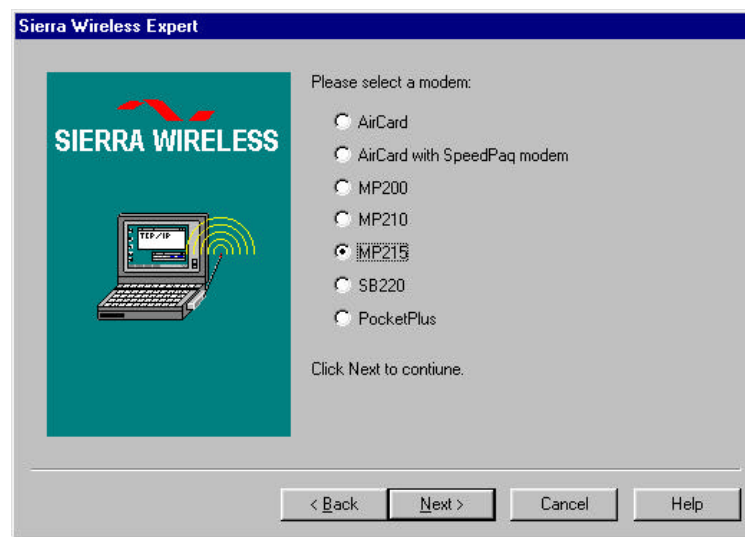 Sierra Wireless Expert
SIERRA WIRELESS
TCP/IP
Please select a modem:
AirCard
AirCard with SpeedPaq modem
MP200
MP210
MP215
SB220
PocketPlus
Click Next to contiune.
< Back
Next >
Cancel
Help